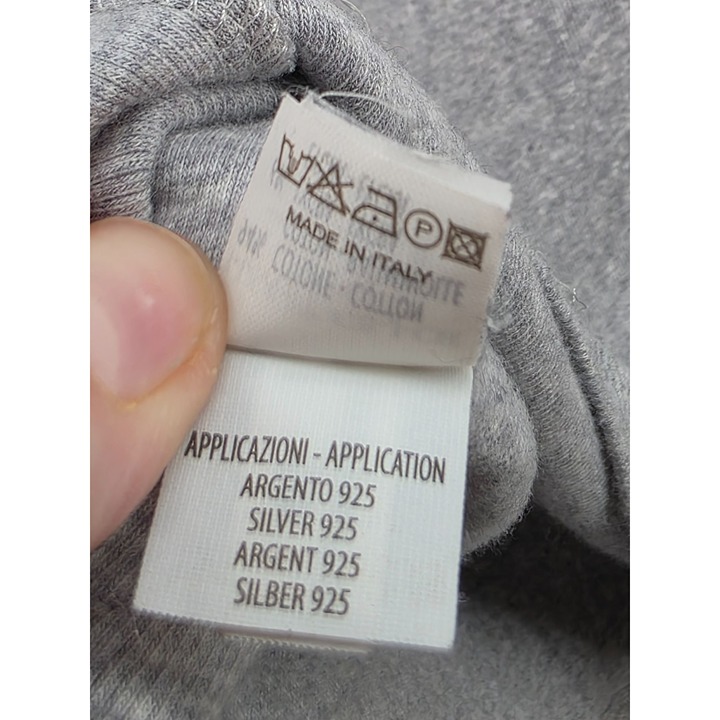 P
MADE IN ITALY
APPLICAZIONI - APPLICATION
ARGENTO 925
SILVER 925
ARGENT 925
SILBER 925